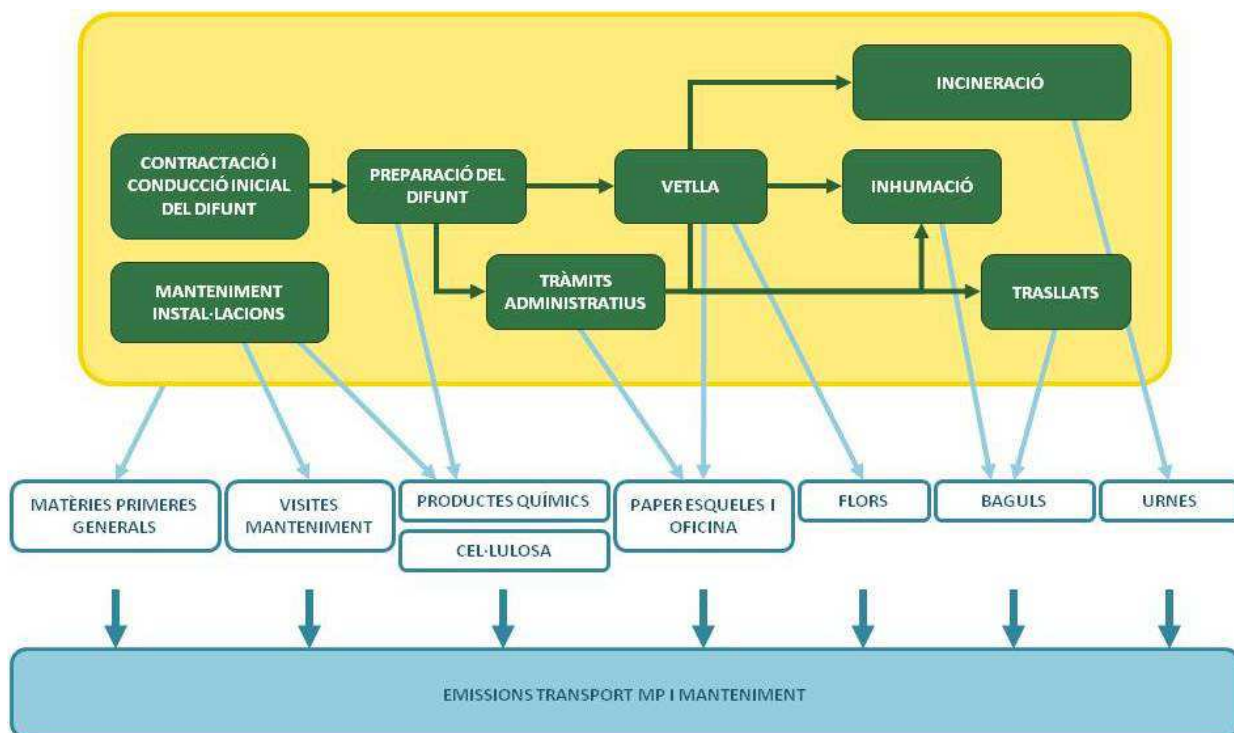 INCINERACIÓ
CONTRACTACIÓ I
CONDUCCIÓ INICIAL
DEL DIFUNT
PREPARACIÓ DEL
DIFUNT
VETLLA
INHUMACIÓ
MANTENIMENT
INSTAL·LACIONS
TRÀMITS
ADMINISTRATIUS
TRASLLATS
MATÈRIES PRIMERES
GENERALS
VISITES
MANTENIMENT
PRODUCTES QUÍMICS
CEL·LULOSA
PAPER ESQUELES I
OFICINA
FLORS
BAGULS
URNES
EMISSIONS TRANSPORT MP I MANTENIMENT